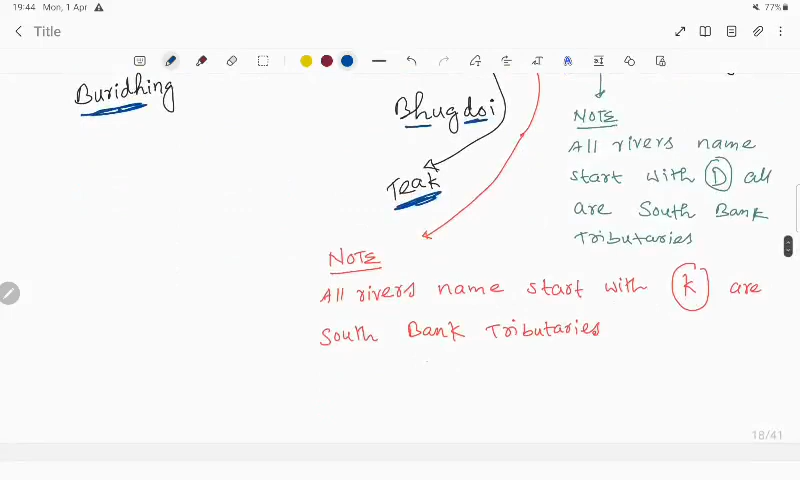 19:44 Mon, 1 Apr
77%
Title
Buridhing
Bhugdoi
Teak
NOTE
All rivers name
start with D all
are South Bank
Tributaries
NOTE
All rivers name start with K are
South Bank Tributaries
18/41